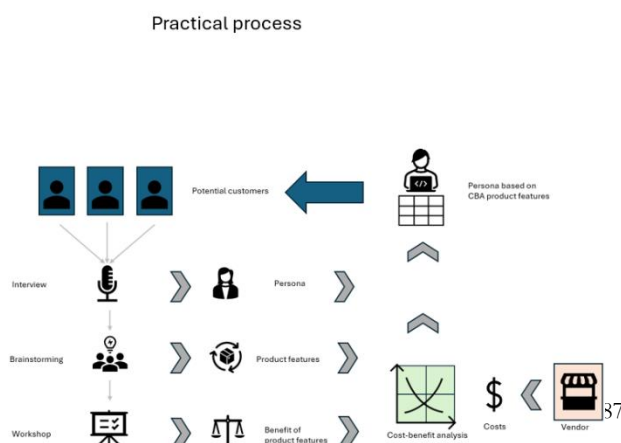 Practical process
Potential customers
Persona based on
CBA product features
Interview
Persona
Brainstorming
Product features
Workshop
Benefit of
product features
Cost-benefit analysis
$
Costs
Vendor
87